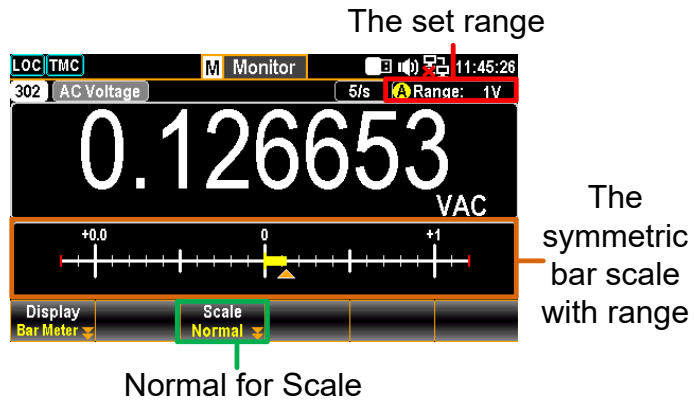 The set range
LOC TMC M Monitor 11:45:26
302 AC Voltage 5/s A Range: 1V
0.126653
VAC
+0.0 0 +1
The
symmetric
bar scale
with range
Display Scale
Bar Meter Normal
Normal for Scale